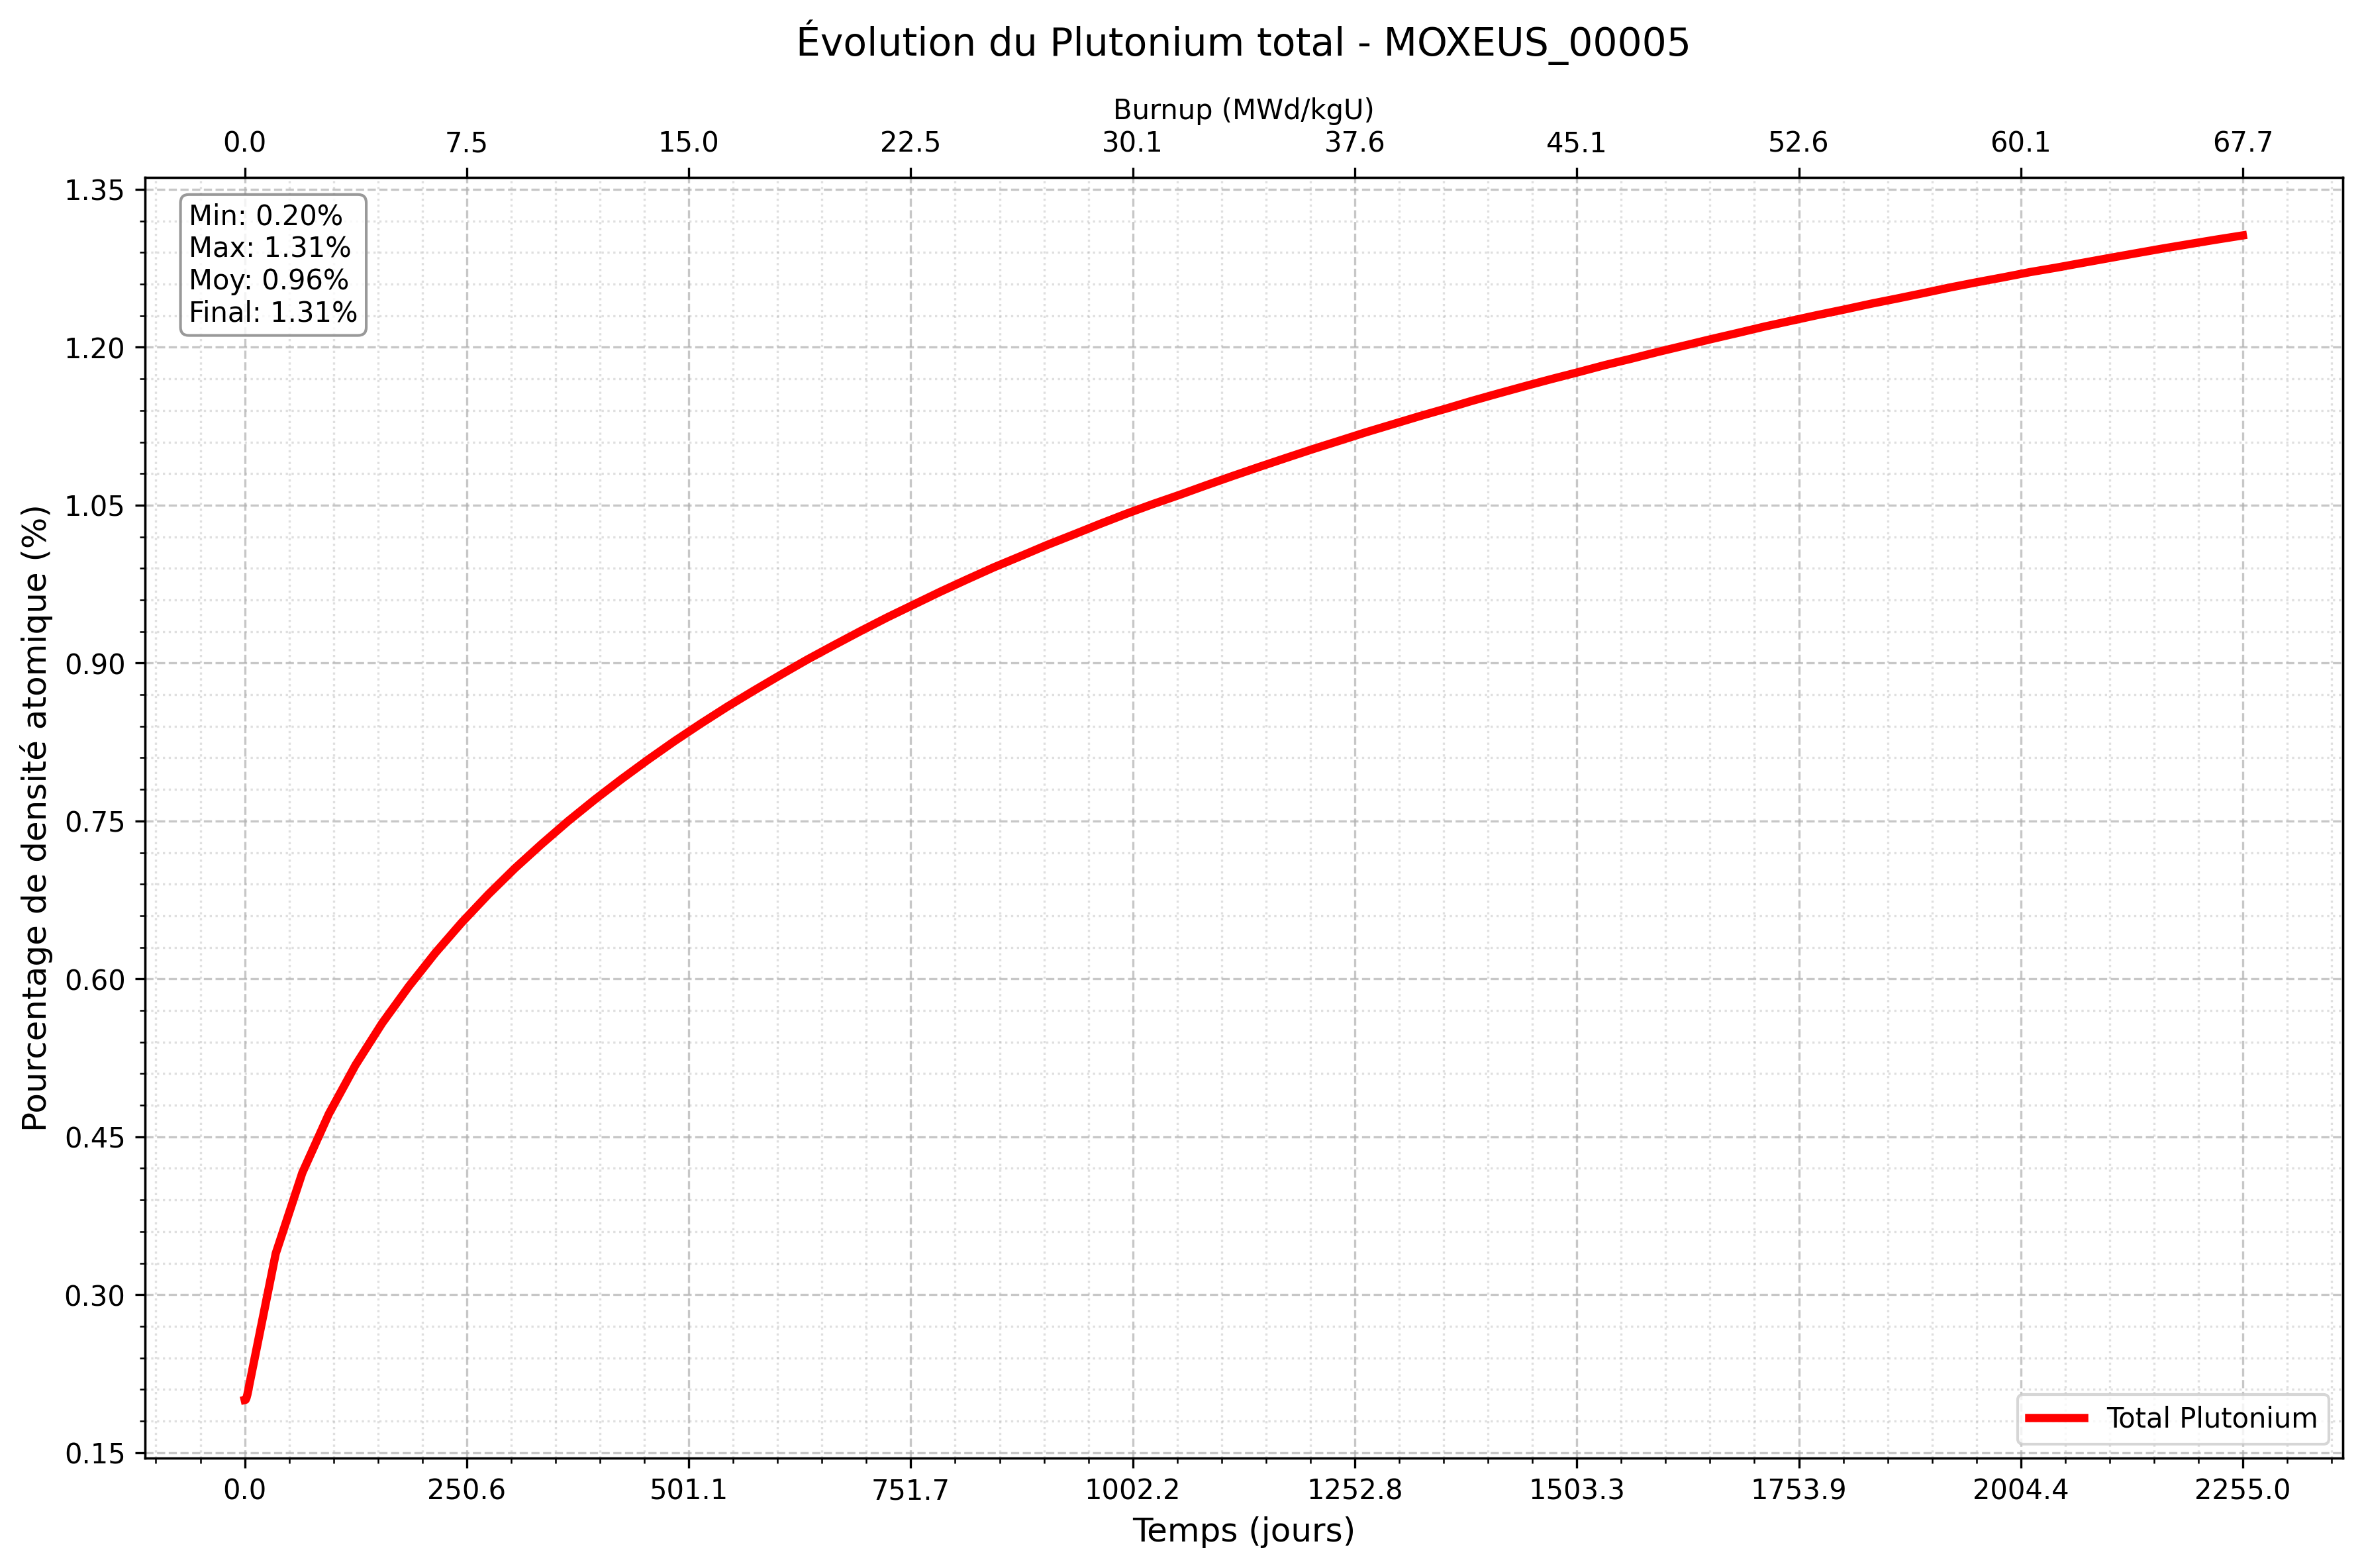 Évolution du Plutonium total - MOXEUS_00005
Burnup (MWd/kgU)
0.0 7.5 15.0 22.5 30.1 37.6 45.1 52.6 60.1 67.7
Min: 0.20%
Max: 1.31%
Moy: 0.96%
Final: 1.31%
Pourcentage de densité atomique (%)
1.35
1.20
1.05
0.90
0.75
0.60
0.45
0.30
0.15
Total Plutonium
0.0 250.6 501.1 751.7 1002.2 1252.8 1503.3 1753.9 2004.4 2255.0
Temps (jours)